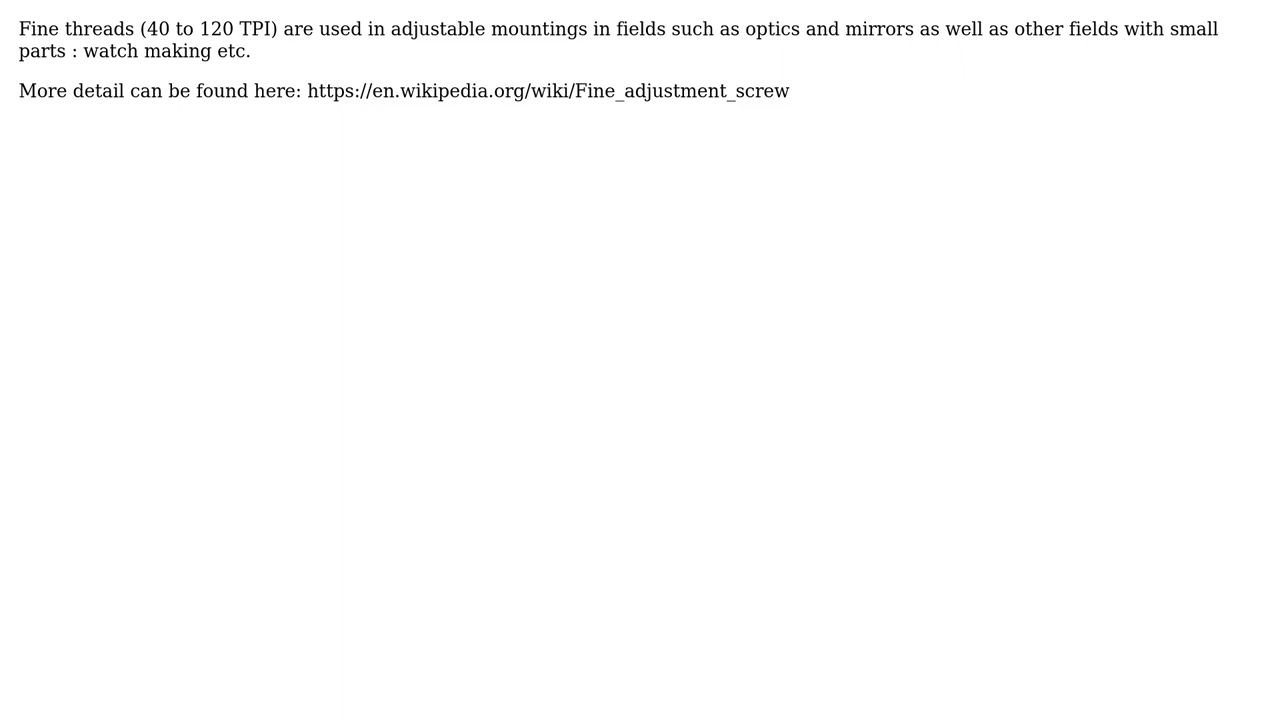 Fine threads (40 to 120 TPI) are used in adjustable mountings in fields such as optics and mirrors as well as other fields with small
parts : watch making etc.
More detail can be found here: https://en.wikipedia.org/wiki/Fine_adjustment_screw